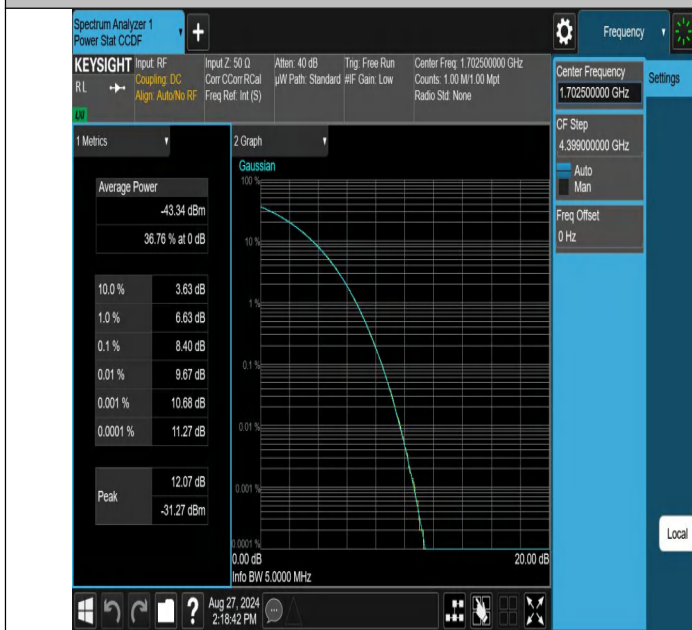 Spectrum Analyzer 1
Power Stat CCDF
+
Frequency
KEYSIGHT
RL
LXI
Input: RF
Coupling: DC
Align: Auto/No RF
Input Z: 50 Ω
Corr CCorr RCal
Freq Ref: Int (S)
Atten: 40 dB
µW Path: Standard
Trig: Free Run
#IF Gain: Low
Center Freq: 1.702500000 GHz
Counts: 1.00 M/1.00 Mpt
Radio Std: None
Center Frequency
1.702500000 GHz
Settings
CF Step
4.399000000 GHz
Auto
Man
Freq Offset
0 Hz
1 Metrics
Average Power
-43.34 dBm
36.76 % at 0 dB
10.0 % 3.63 dB
1.0 % 6.63 dB
0.1 % 8.40 dB
0.01 % 9.67 dB
0.001 % 10.68 dB
0.0001 % 11.27 dB
Peak
12.07 dB
-31.27 dBm
2 Graph
Gaussian
100 %
10 %
1 %
0.1 %
0.01 %
0.001 %
0.0001 %
0.00 dB 20.00 dB
Info BW 5.0000 MHz
Local
?
Aug 27, 2024
2:18:42 PM